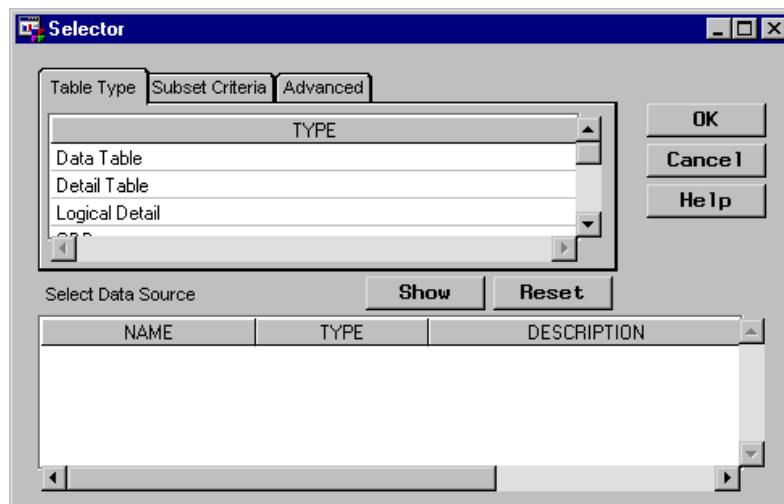 Selector
Table Type Subset Criteria Advanced
TYPE
Data Table
Detail Table
Logical Detail
OK
Cancel
Help
Select Data Source Show Reset
NAME TYPE DESCRIPTION